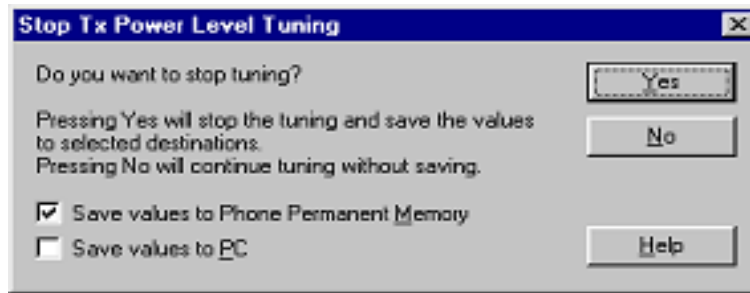 Stop Tx Power Level Tuning
Do you want to stop tuning?
Yes
Pressing Yes will stop the tuning and save the values
to selected destinations.
Pressing No will continue tuning without saving.
No
Save values to Phone Permanent Memory
Save values to PC
Help